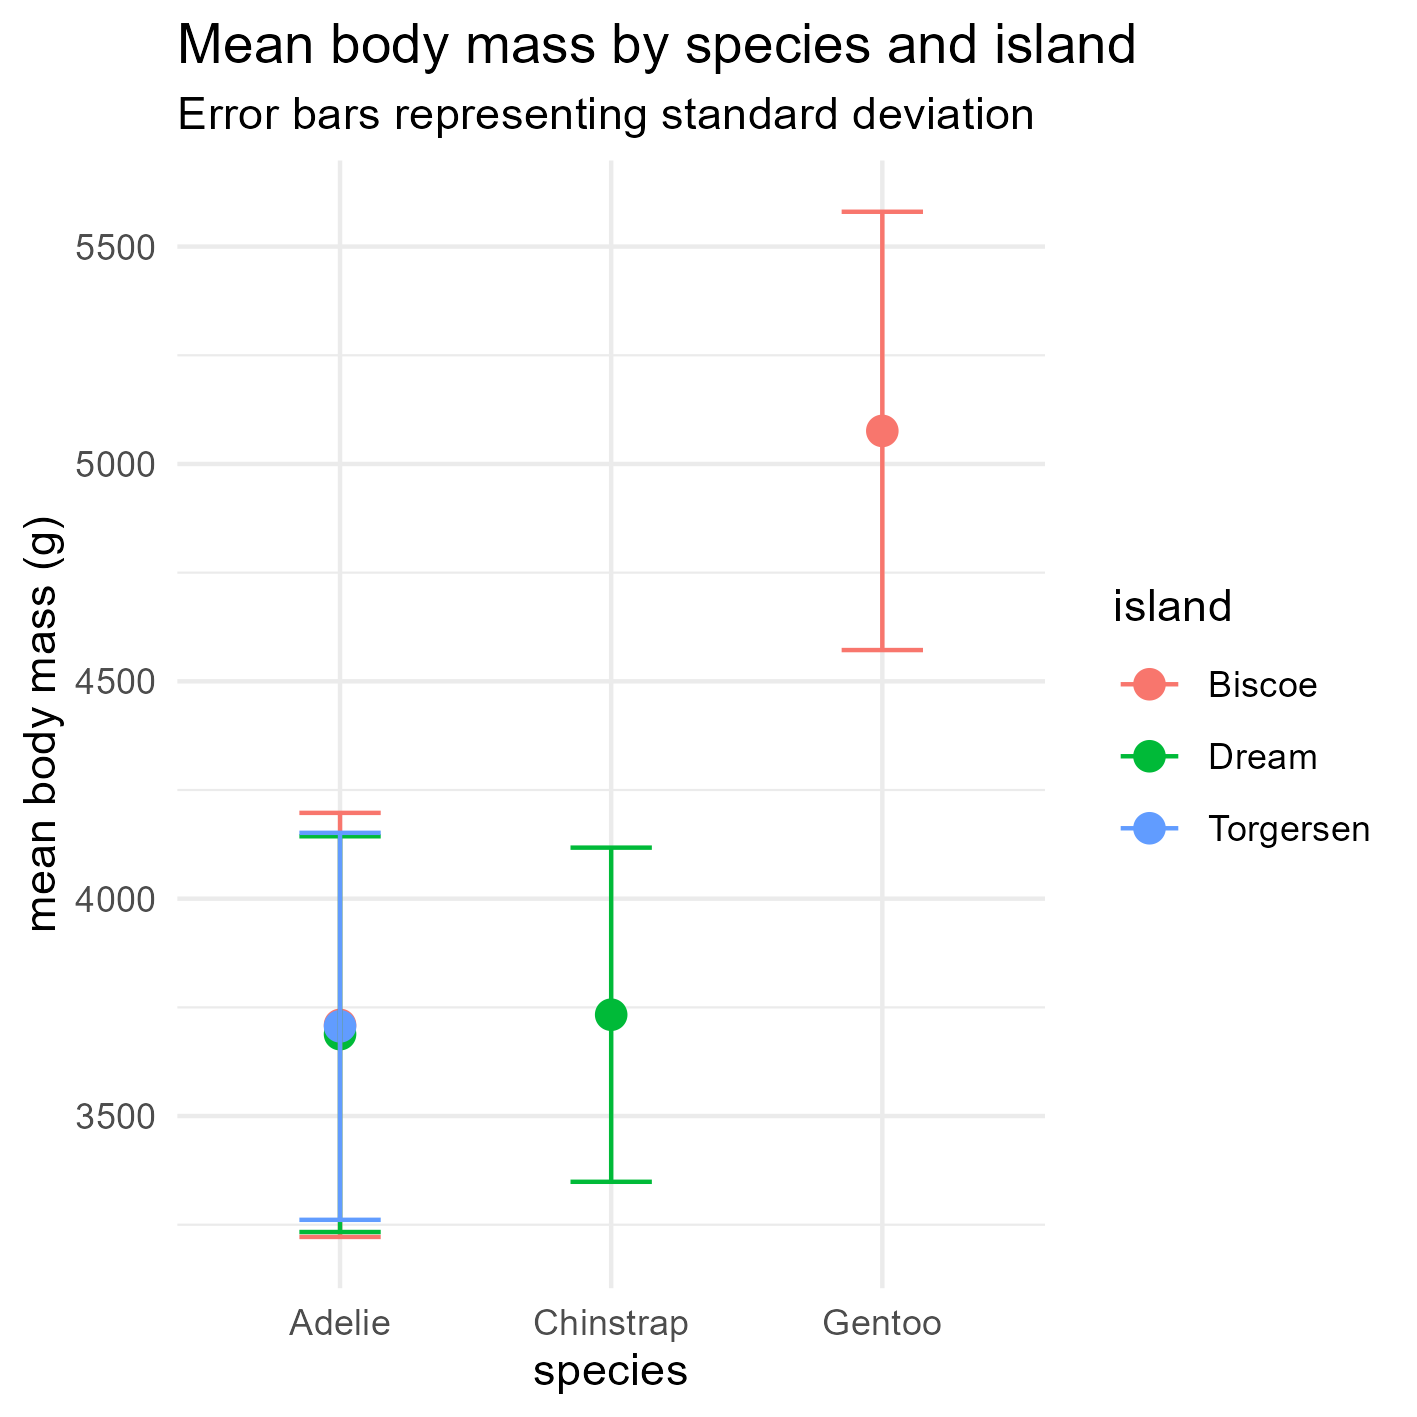 Mean body mass by species and island
Error bars representing standard deviation
mean body mass (g)
5500
5000
4500
4000
3500
Adelie
Chinstrap
Gentoo
species
island
Biscoe
Dream
Torgersen